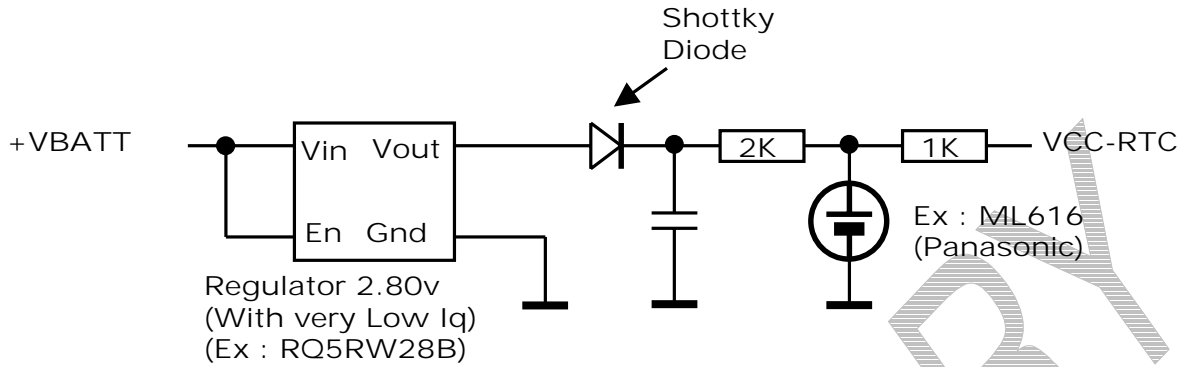 Shottky
Diode
+VBATT
Vin Vout
2K
1K
VCC-RTC
En Gnd
Ex : ML616
(Panasonic)
Regulator 2.80v
(With very Low Iq)
(Ex : RQ5RW28B)